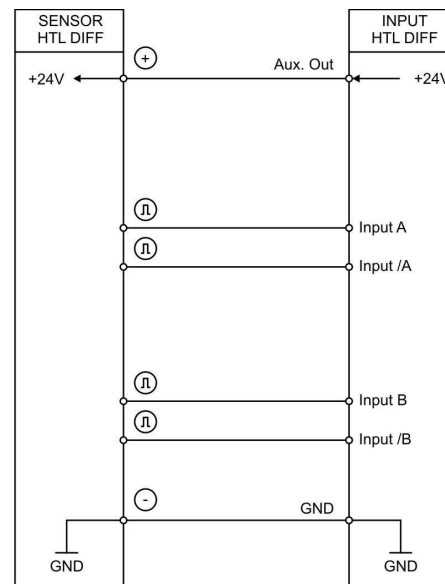 SENSOR
HTL DIFF
INPUT
HTL DIFF
+
Aux. Out
+24V
+24V
Input A
Input /A
Input B
Input /B
-
GND
GND
GND